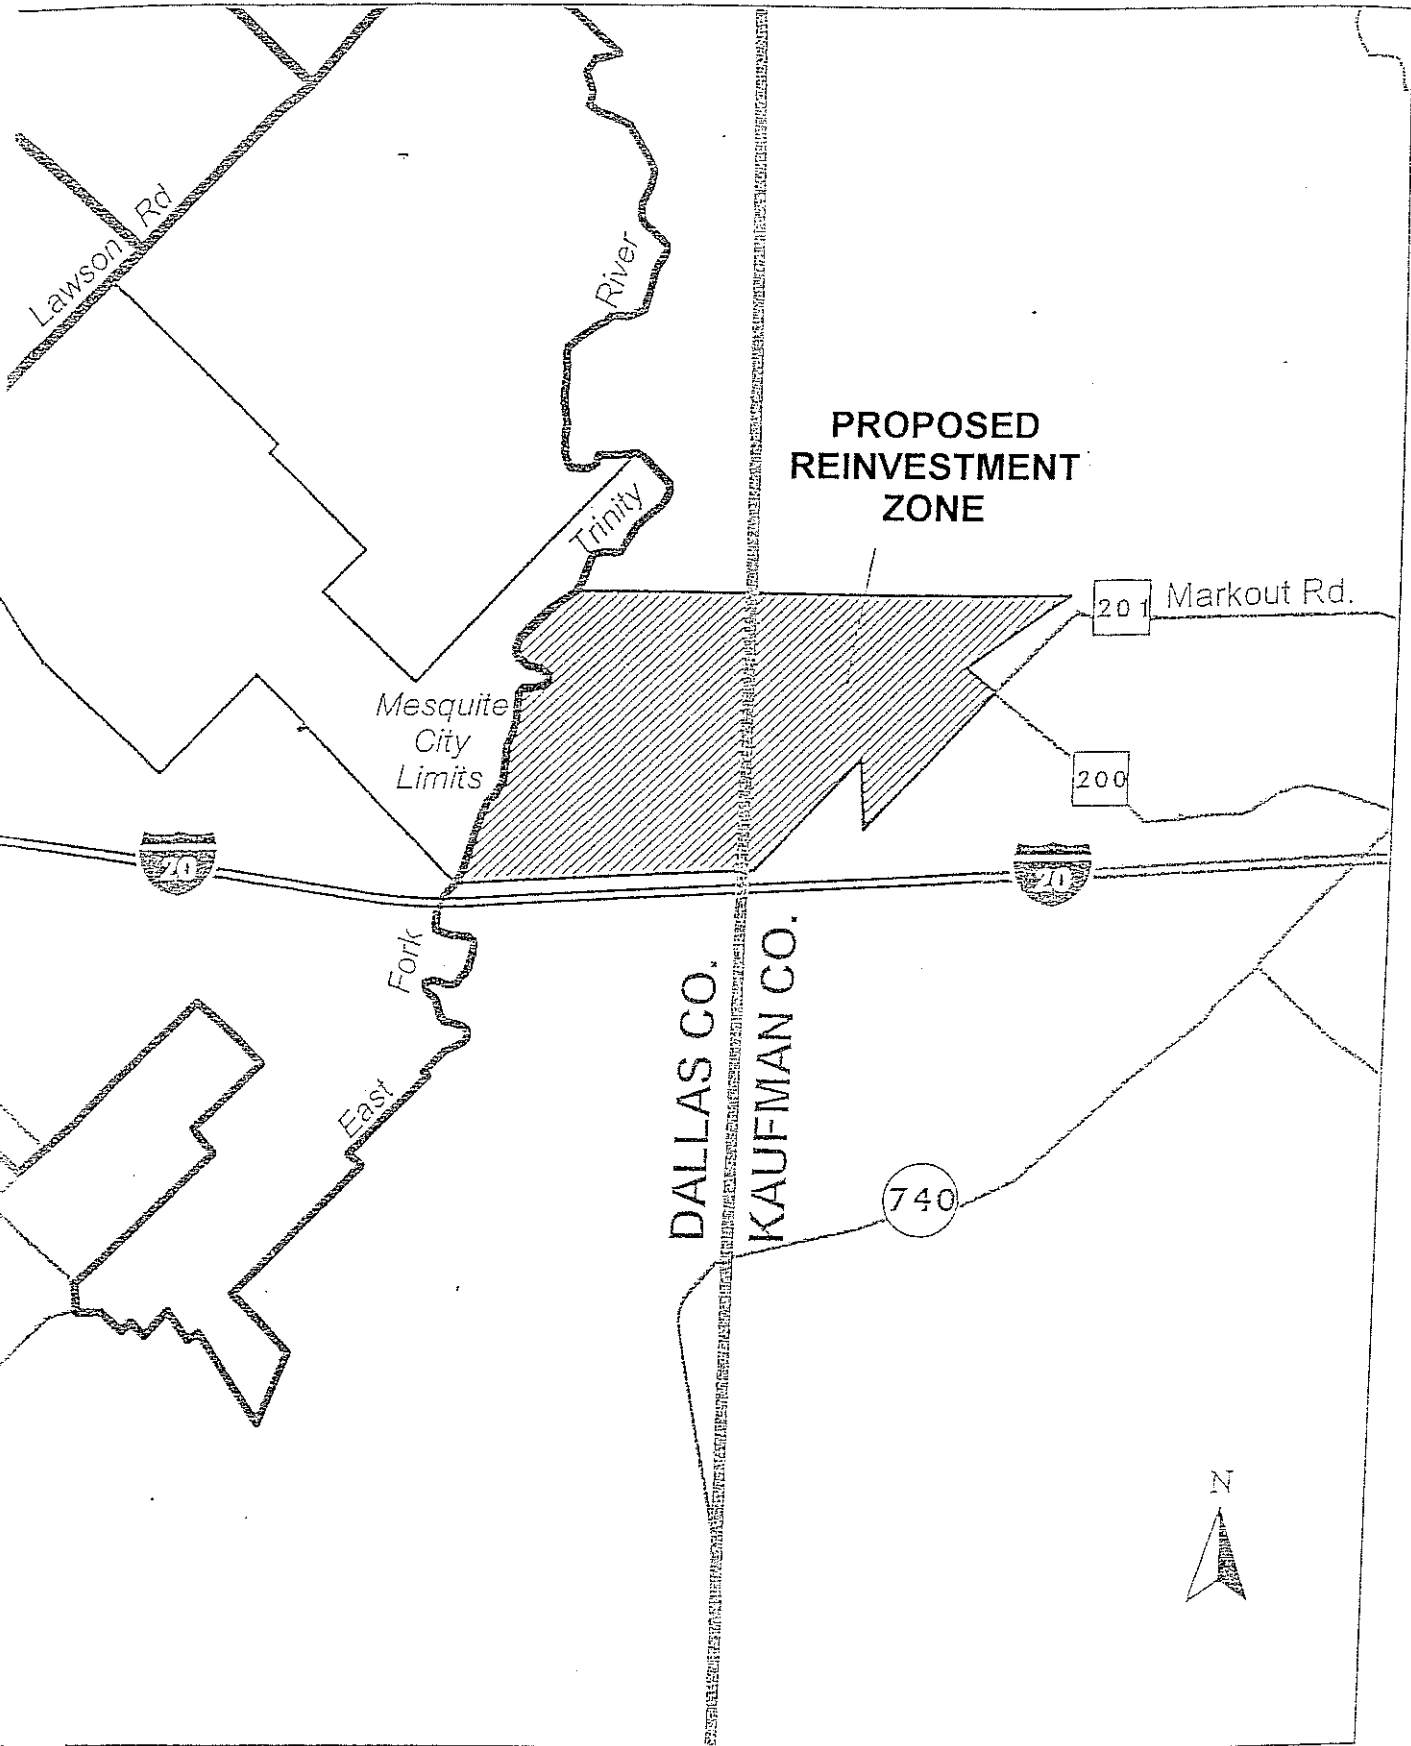 Lawson Rd
River
PROPOSED
REINVESTMENT
ZONE
Trinity
201 Markout Rd.
Mesquite
City
Limits
200
20
20
Fork
East
DALLAS CO.
KAUFMAN CO.
740
N